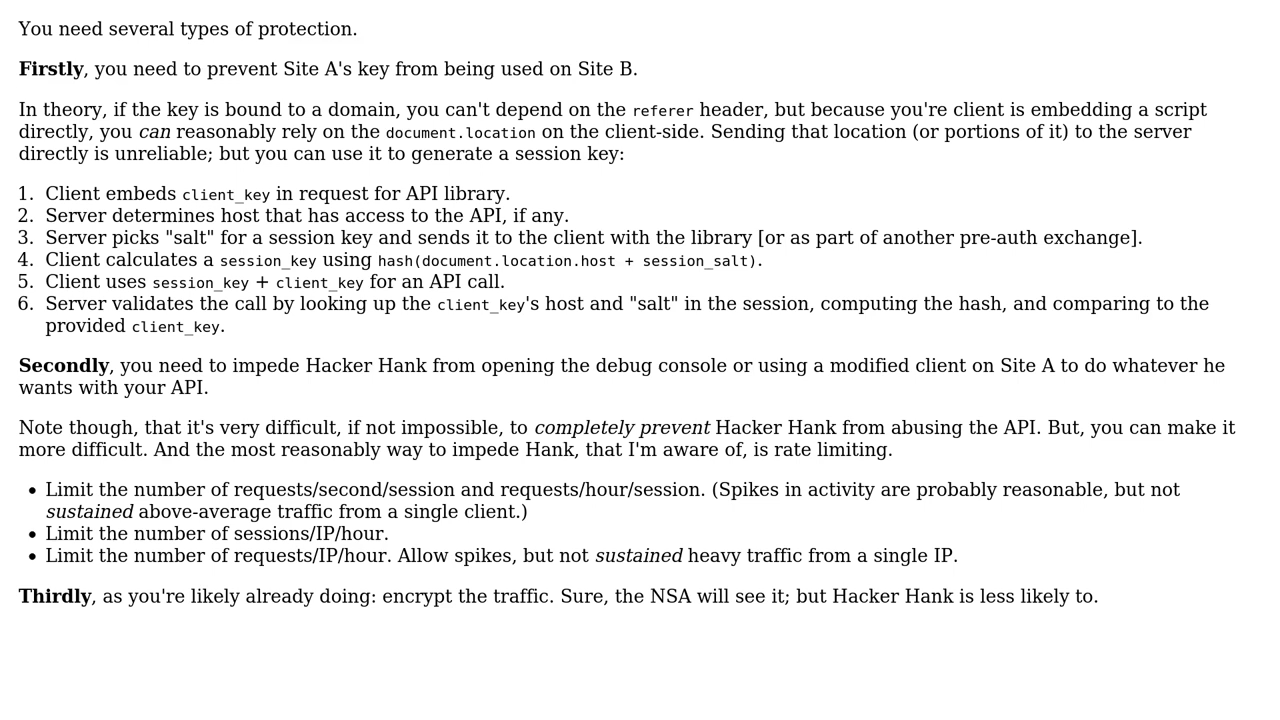 You need several types of protection.
Firstly, you need to prevent Site A's key from being used on Site B.
In theory, if the key is bound to a domain, you can't depend on the referer header, but because you're client is embedding a script
directly, you can reasonably rely on the document.location on the client-side. Sending that location (or portions of it) to the server
directly is unreliable; but you can use it to generate a session key:
1. Client embeds client_key in request for API library.
2. Server determines host that has access to the API, if any.
3. Server picks "salt" for a session key and sends it to the client with the library [or as part of another pre-auth exchange].
4. Client calculates a session_key using hash(document.location.host + session_salt).
5. Client uses session_key + client_key for an API call.
6. Server validates the call by looking up the client_key's host and "salt" in the session, computing the hash, and comparing to the
provided client_key.
Secondly, you need to impede Hacker Hank from opening the debug console or using a modified client on Site A to do whatever he
wants with your API.
Note though, that it's very difficult, if not impossible, to completely prevent Hacker Hank from abusing the API. But, you can make it
more difficult. And the most reasonably way to impede Hank, that I'm aware of, is rate limiting.
• Limit the number of requests/second/session and requests/hour/session. (Spikes in activity are probably reasonable, but not
sustained above-average traffic from a single client.)
• Limit the number of sessions/IP/hour.
• Limit the number of requests/IP/hour. Allow spikes, but not sustained heavy traffic from a single IP.
Thirdly, as you're likely already doing: encrypt the traffic. Sure, the NSA will see it; but Hacker Hank is less likely to.